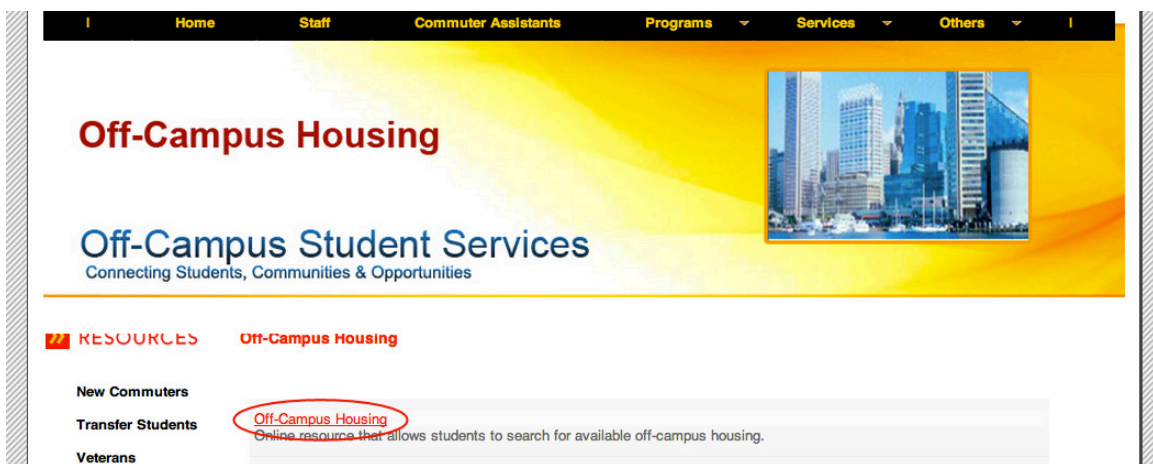 Home Staff Commuter Assistants Programs Services Others
Off-Campus Housing
Off-Campus Student Services
Connecting Students, Communities & Opportunities
RESOURCES
Off-Campus Housing
New Commuters
Transfer Students
Veterans
Off-Campus Housing
Online resource that allows students to search for available off-campus housing.